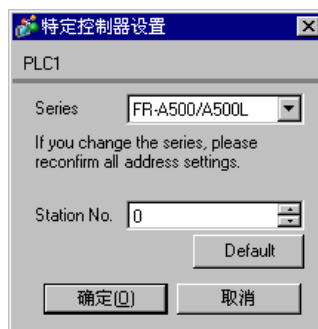 特定控制器设置
PLC1
Series FR-A500/A500L
If you change the series, please
reconfirm all address settings.
Station No. 0
Default
确定(O) 取消